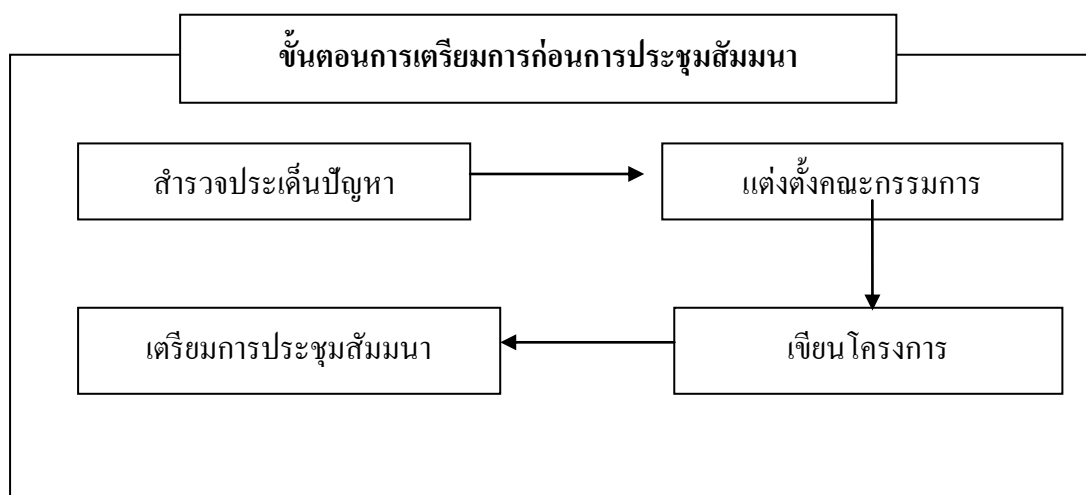 ขั้นตอนการเตรียมการก่อนการประชุมสัมมนา
สำรวจประเด็นปัญหา
แต่งตั้งคณะกรรมการ
เตรียมการประชุมสัมมนา
เขียนโครงการ